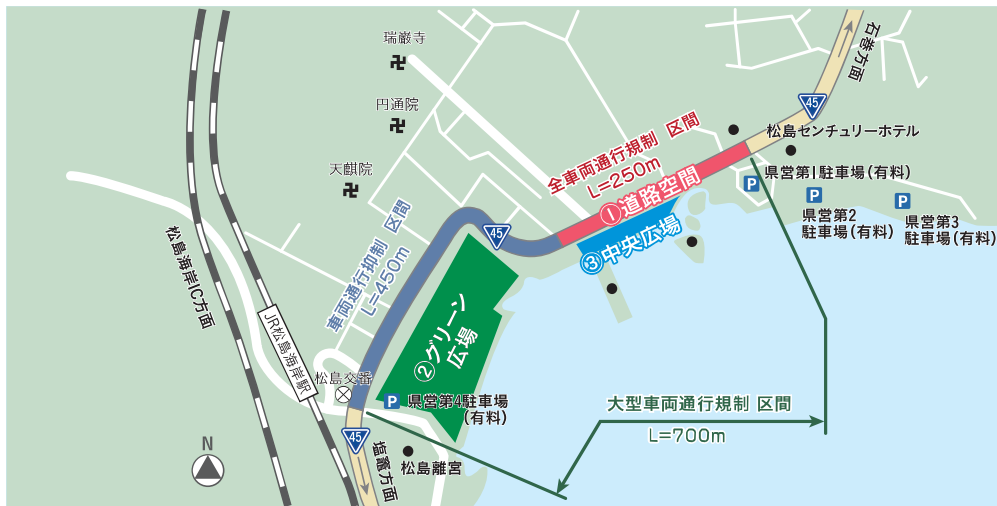 瑞巌寺
円通院
天麒院
石巻方面
45
松島センチュリーホテル
全車両通行規制 区間
L=250m
①道路空間
P
県営第1駐車場(有料)
P
県営第2
駐車場(有料)
P
県営第3
駐車場(有料)
③中央広場
45
車両通行抑制 区間
L=450m
松島海岸IC方面
②グリーン
広場
JR松島海岸駅
松島交番
P
県営第4駐車場
(有料)
大型車両通行規制 区間
L=700m
45
塩竈方面
松島離宮
N